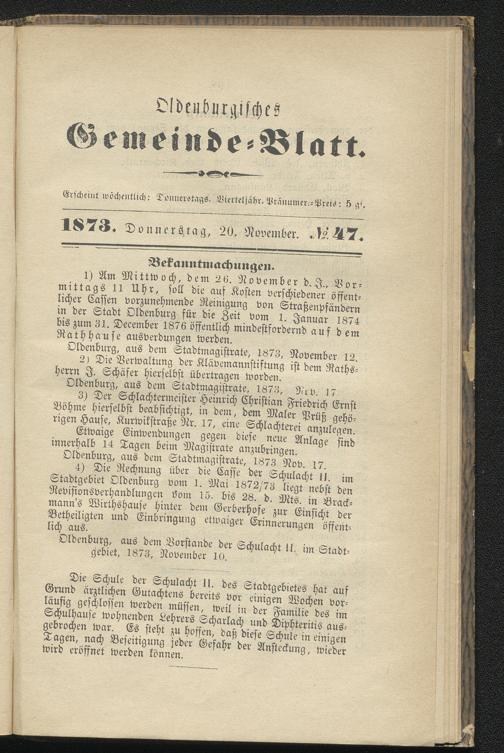 Oldenburgisches
Gemeinde-Blatt.
Erscheint wöchentlich: Donnerstags. Vierteljähr. Pränumer.-Preis: 5 gr.
1873. Donnerstag, 20. November. № 47.
Bekanntmachungen.
1) Am Mittwoch, dem 26. November d. J., Vor-
mittags 11 Uhr, soll die auf Kosten verschiedener öffent-
licher Cassen vorzunehmende Reinigung von Straßenpfändern
in der Stadt Oldenburg für die Zeit vom 1. Januar 1874
bis zum 31. December 1876 öffentlich mindestfordernd auf dem
Rathhause ausverdungen werden.
Oldenburg, aus dem Stadtmagistrate, 1873, November 12.
2) Die Verwaltung der Klävemannstiftung ist dem Raths-
herrn J. Schäfer hierselbst übertragen worden.
Oldenburg, aus dem Stadtmagistrate, 1873, Nov. 17
3) Der Schlachtermeister Heinrich Christian Friedrich Ernst
Böhme hierselbst beabsichtigt, in dem, dem Maler Prüß gehö-
rigen Hause, Kurwikstraße Nr. 17, eine Schlachterei anzulegen.
Etwaige Einwendungen gegen diese neue Anlage sind
innerhalb 14 Tagen beim Magistrate anzubringen.
Oldenburg, aus dem Stadtmagistrate, 1873 Nov. 17.
4) Die Rechnung über die Casse der Schulacht II. im
Stadtgebiet Oldenburg vom 1. Mai 1872/73 liegt nebst den
Revisionsverhandlungen vom 15. bis 28. d. Mts. in Brack-
mann's Wirthshause hinter dem Gerberhofe zur Einsicht der
Betheiligten und Einbringung etwaiger Erinnerungen öffent-
lich aus.
Oldenburg, aus dem Vorstande der Schulacht II. im Stadt-
gebiet, 1873, November 10.
Die Schule der Schulacht II. des Stadtgebietes hat auf
Grund ärztlichen Gutachtens bereits vor einigen Wochen vor-
läufig geschlossen werden müssen, weil in der Familie des im
Schulhause wohnenden Lehrers Scharlach und Diphteritis aus-
gebrochen war. Es steht zu hoffen, daß diese Schule in einigen
Tagen, nach Beseitigung jeder Gefahr der Ansteckung, wieder
wird eröffnet werden können.